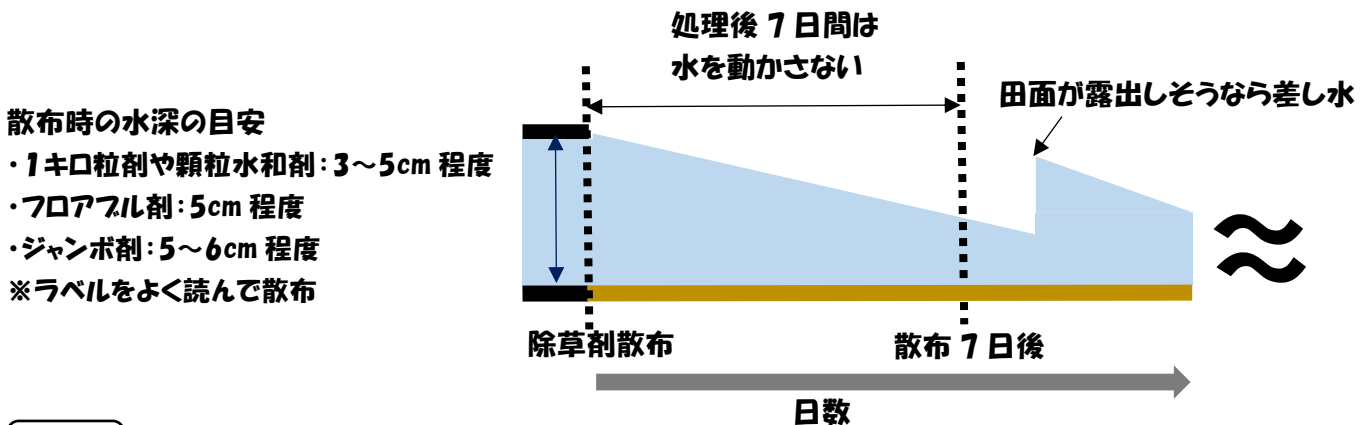 処理後７日間は
水を動かさない
田面が露出しそうなら差し水
散布時の水深の目安
・１キロ粒剤や顆粒水和剤：３～５cm 程度
・フロアブル剤：５cm 程度
・ジャンボ剤：５～６cm 程度
※ラベルをよく読んで散布
除草剤散布
散布７日後
日数